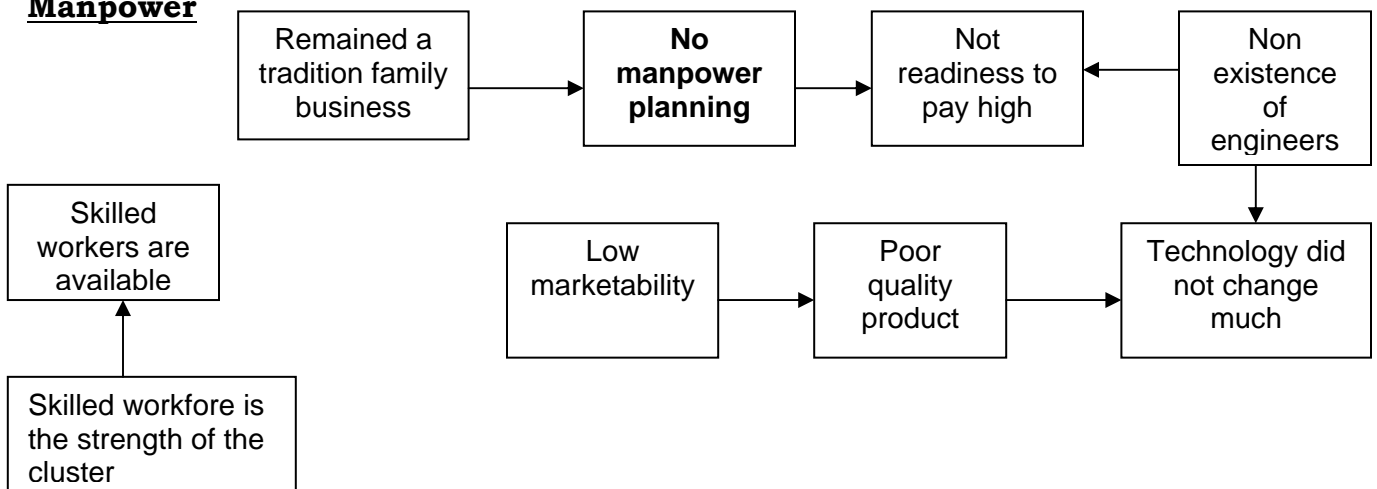 Manpower
Remained a
tradition family
business
No
manpower
planning
Not
readiness to
pay high
Non
existence
of
engineers
Skilled
workers are
available
Low
marketability
Poor
quality
product
Technology did
not change
much
Skilled workfore is
the strength of the
cluster